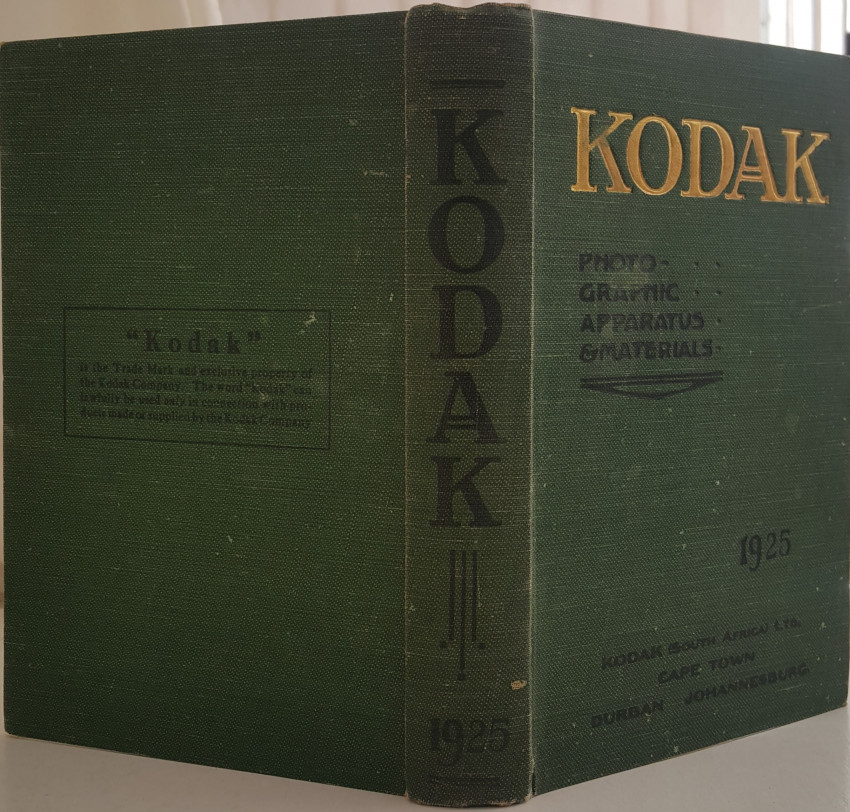 "Kodak"
is the Trade Mark and exclusive property of
the Kodak Company. The word "Kodak" can
lawfully be used only in connection with pro-
ducts made or supplied by the Kodak Company
KODAK
1925
KODAK
PHOTO-
GRAPHIC
APPARATUS
&MATERIALS
1925
KODAK (SOUTH AFRICA) LTD.
CAPE TOWN
DURBAN JOHANNESBURG.